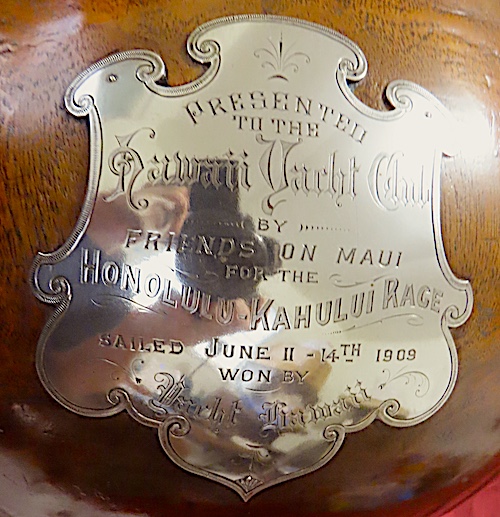 PRESENTED
TO THE
Hawaii Yacht Club
BY
FRIENDS ON MAUI
FOR THE
HONOLULU-KAHULUI RACE
SAILED JUNE 11-14TH 1909
WON BY
Yacht Hawaii